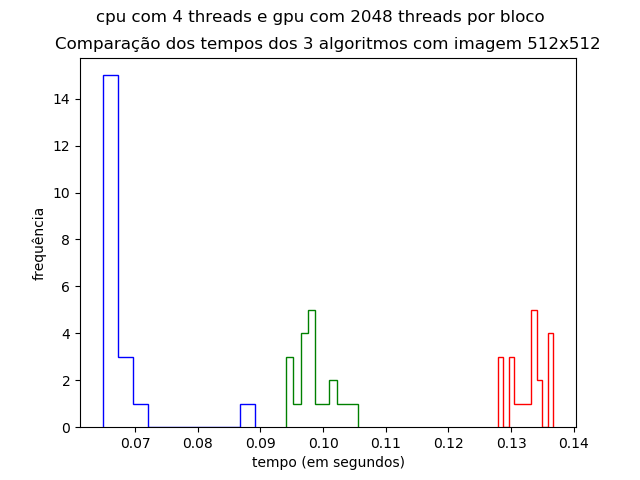 cpu com 4 threads e gpu com 2048 threads por bloco
Comparação dos tempos dos 3 algoritmos com imagem 512x512
14
12
10
8
6
4
2
0
frequência
0.07 0.08 0.09 0.10 0.11 0.12 0.13 0.14
tempo (em segundos)